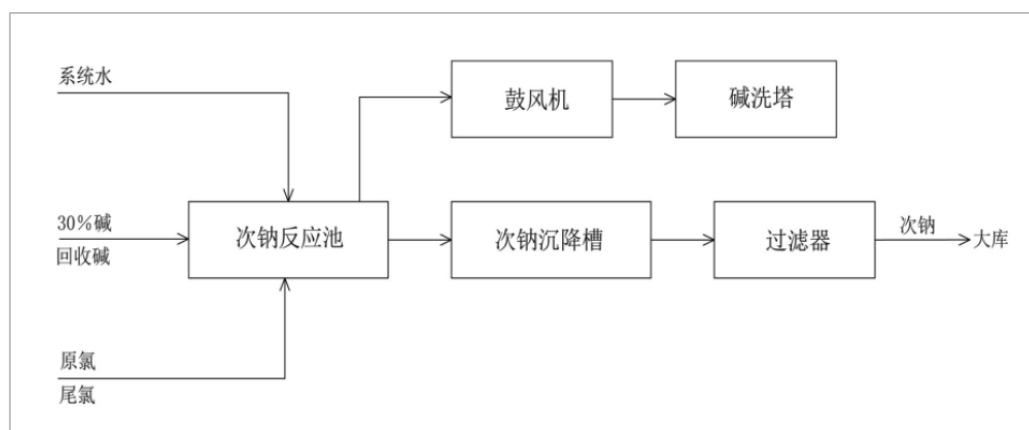 系统水
鼓风机
碱洗塔
30%碱
回收碱
次钠反应池
次钠沉降槽
过滤器
次钠
大库
原氯
尾氯